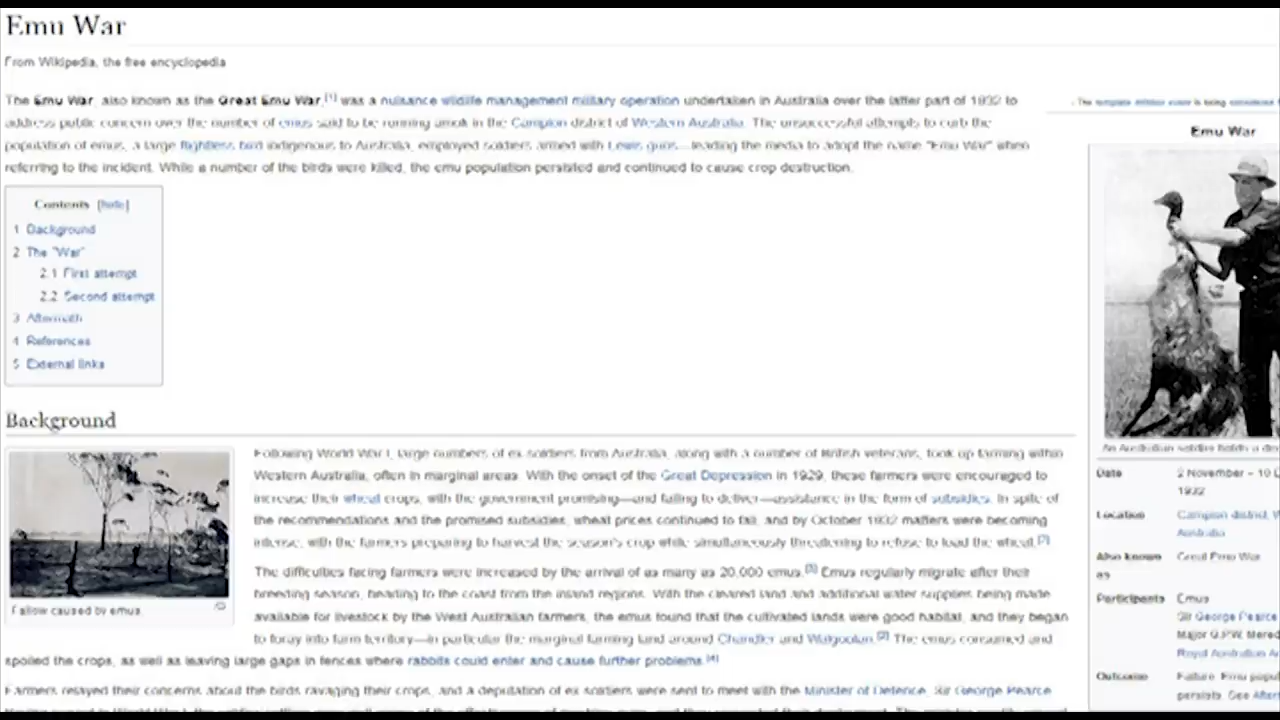 Emu War
From Wikipedia, the free encyclopedia
The Emu War, also known as the Great Emu War,[1] was a nuisance wildlife management military operation undertaken in Australia over the latter part of 1932 to
address public concern over the number of emus said to be running amok in the Campion district of Western Australia. The unsuccessful attempts to curb the
population of emus, a large flightless bird indigenous to Australia, employed soldiers armed with Lewis guns—leading the media to adopt the name "Emu War" when
referring to the incident. While a number of the birds were killed, the emu population persisted and continued to cause crop destruction.
Contents [hide]
1 Background
2 The "War"
2.1 First attempt
2.2 Second attempt
3 Aftermath
4 References
5 External links
Background
Following World War I, large numbers of ex-soldiers from Australia, along with a number of British veterans, took up farming within
Western Australia, often in marginal areas. With the onset of the Great Depression in 1929, these farmers were encouraged to
increase their wheat crops, with the government promising—and failing to deliver—assistance in the form of subsidies. In spite of
the recommendations and the promised subsidies, wheat prices continued to fall, and by October 1932 matters were becoming
intense, with the farmers preparing to harvest the season's crop while simultaneously threatening to refuse to load the wheat.[2]
The difficulties facing farmers were increased by the arrival of as many as 20,000 emus.[3] Emus regularly migrate after their
breeding season, heading to the coast from the inland regions. With the cleared land and additional water supplies being made
available for livestock by the West Australian farmers, the emus found that the cultivated lands were good habitat, and they began
to foray into farm territory—in particular the marginal farming land around Chandler and Walgoolan.[2] The emus consumed and
spoiled the crops, as well as leaving large gaps in fences where rabbits could enter and cause further problems.[4]
Farmers relayed their concerns about the birds ravaging their crops, and a deputation of ex-soldiers were sent to meet with the Minister of Defence, Sir George Pearce.
Fallow caused by emus
The is being
Emu War
An Australian soldier holds a
Date 2 November – 10
1932
Location Campion district, W
Australia
Also known Great Emu War
as
Participants Emus
Sir George Pearce
Major G.P.W. Mered
Royal Australian A
Outcome Failure. Emu popul
persists. See After